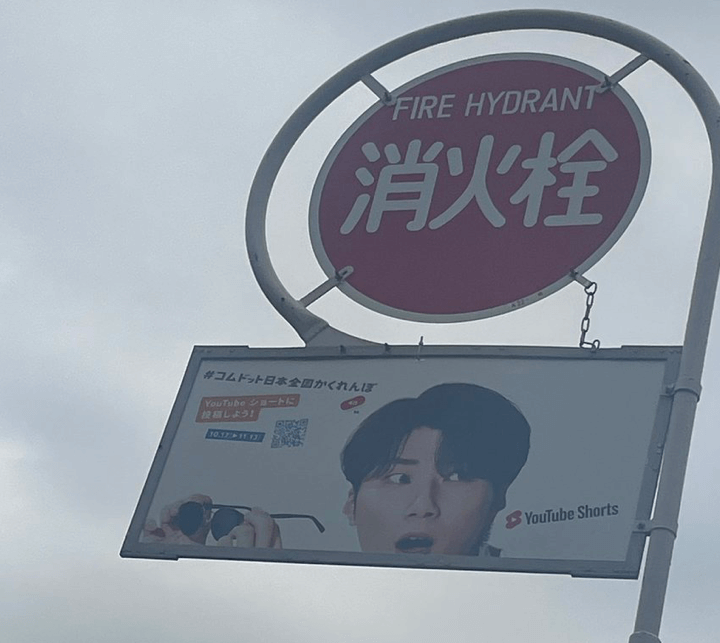 FIRE HYDRANT
消火栓
#コムドット日本全国かくれんぼ
YouTube ショートに
投稿しよう!
YouTube Shorts